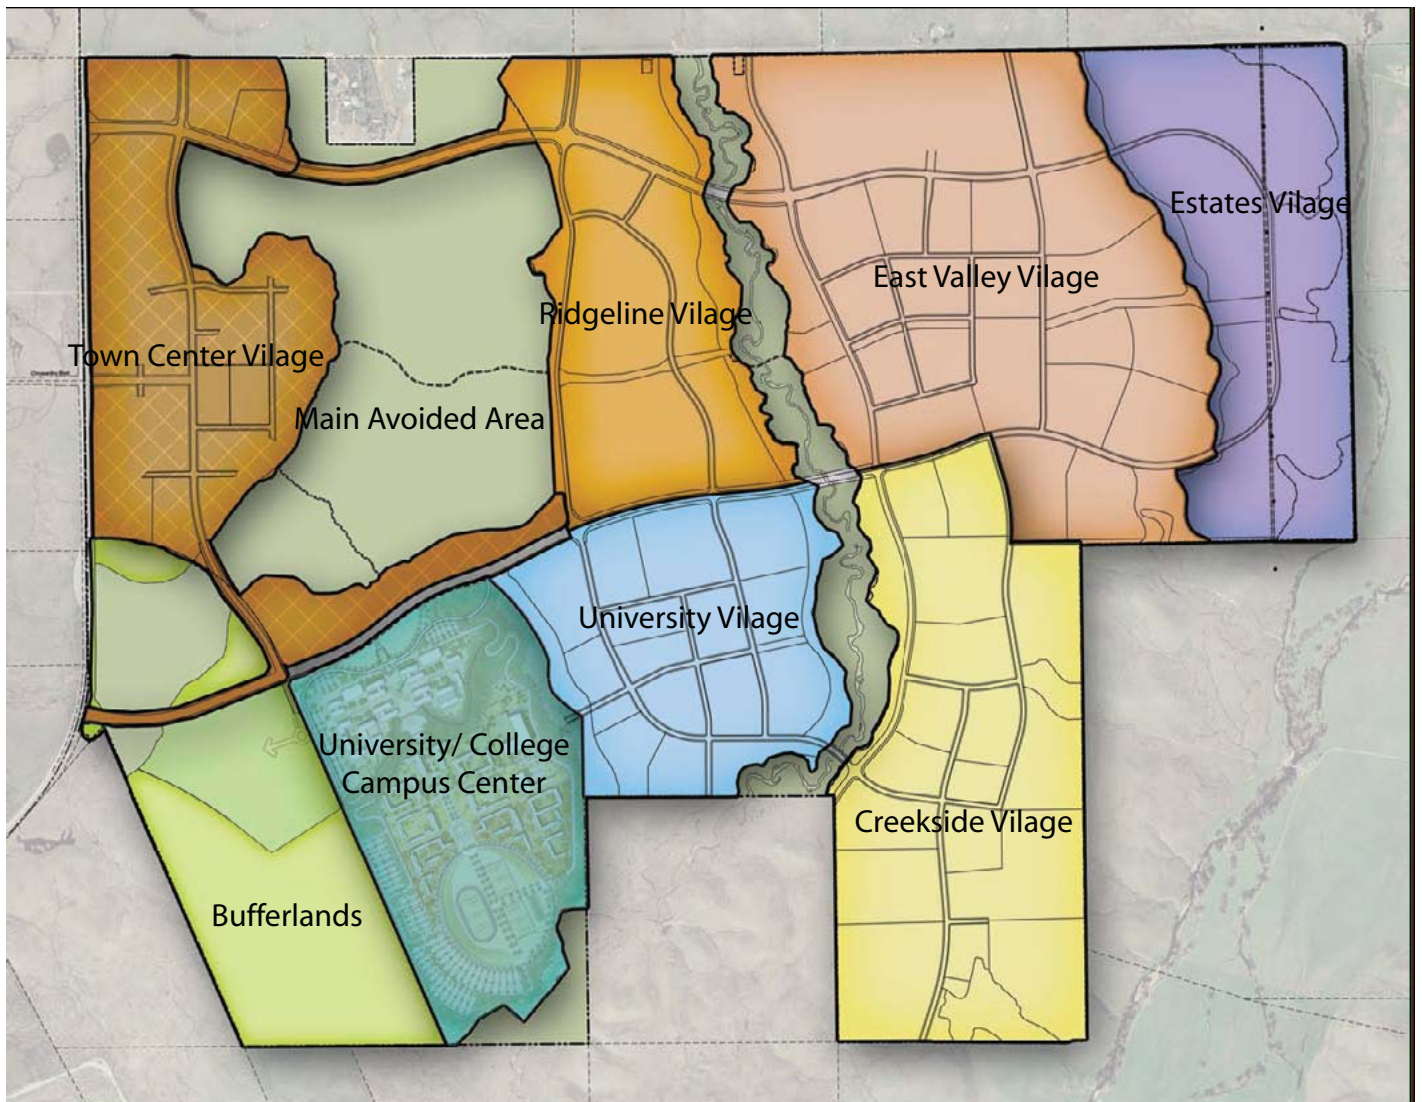 Estates Vilage
East Valley Vilage
Ridgeline Vilage
Town Center Vilage
Main Avoided Area
University Vilage
University/ College
Campus Center
Creekside Vilage
Bufferlands